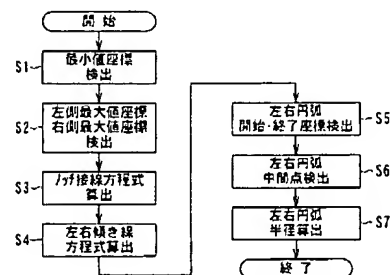 開始
S1
最小値座標
検出
S2
左側最大値座標
右側最大値座標
検出
S3
ノッチ接線方程式
算出
S4
左右傾き線
方程式算出
左右円弧
開始・終了座標検出
S5
左右円弧
中間点検出
S6
左右円弧
半径算出
S7
終了